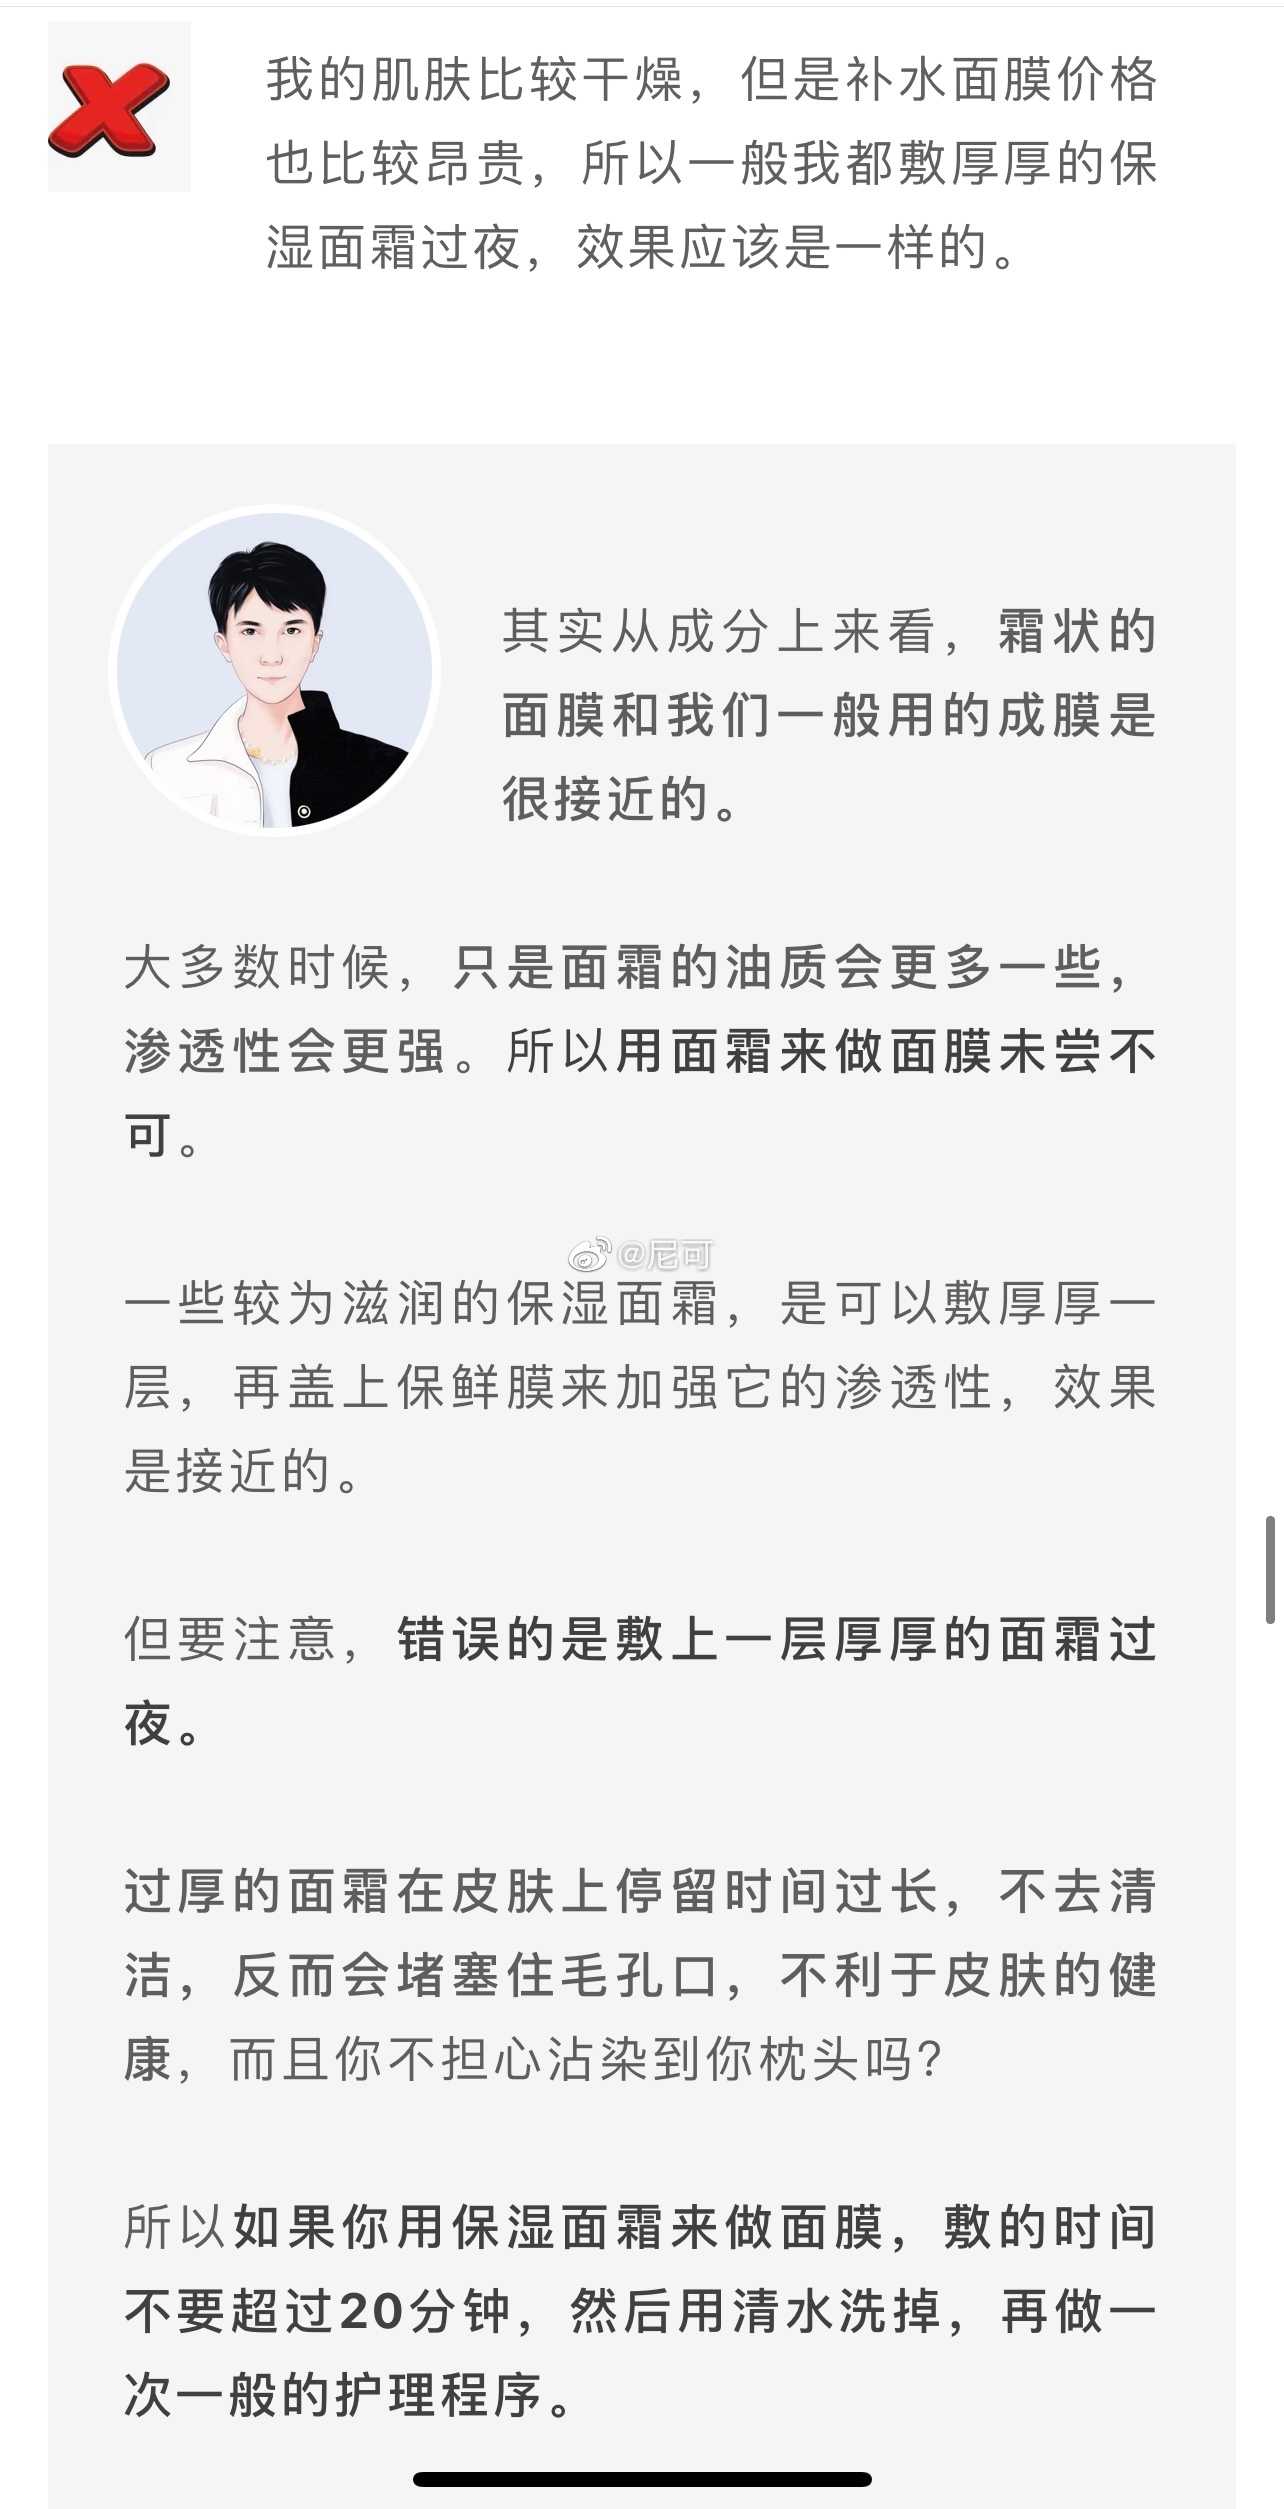 我的肌肤比较干燥，但是补水面膜价格
也比较昂贵，所以一般我都敷厚厚的保
湿面霜过夜，效果应该是一样的。
其实从成分上来看，霜状的
面膜和我们一般用的成膜是
很接近的。
大多数时候，只是面霜的油质会更多一些，
渗透性会更强。所以用面霜来做面膜未尝不
可。
@尼可
一些较为滋润的保湿面霜，是可以敷厚厚一
层，再盖上保鲜膜来加强它的渗透性，效果
是接近的。
但要注意，错误的是敷上一层厚厚的面霜过
夜。
过厚的面霜在皮肤上停留时间过长，不去清
洁，反而会堵塞住毛孔口，不利于皮肤的健
康，而且你不担心沾染到你枕头吗?
所以如果你用保湿面霜来做面膜，敷的时间
不要超过20分钟，然后用清水洗掉，再做一
次一般的护理程序。